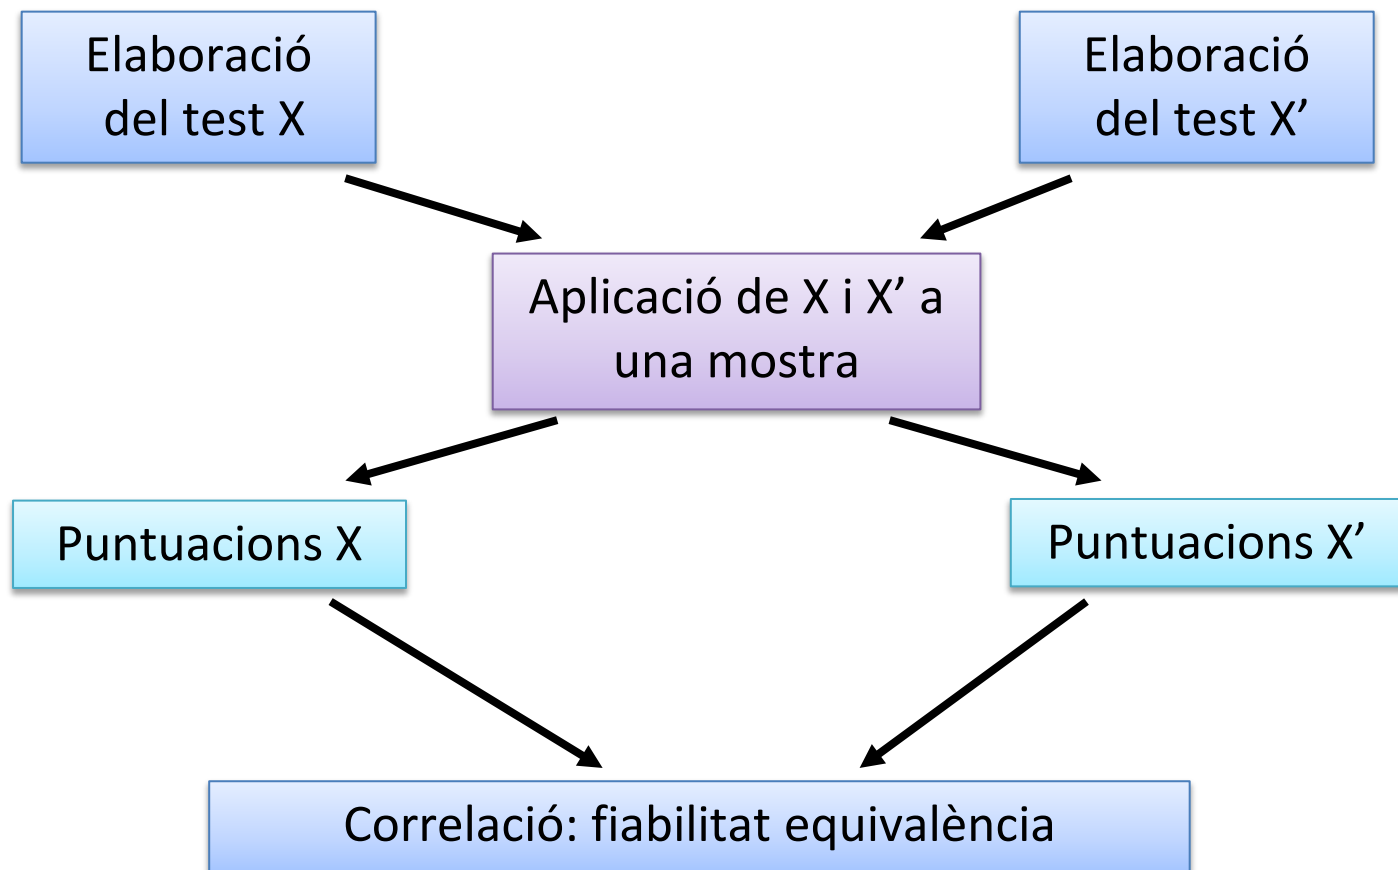 Elaboració
del test X
Elaboració
del test X’
Aplicació de X i X’ a
una mostra
Puntuacions X
Puntuacions X’
Correlació: fiabilitat equivalència